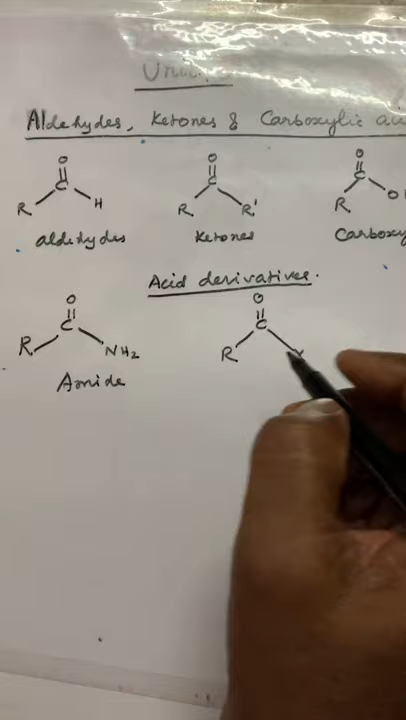 Aldehydes, Ketones & Carboxylic
O O O
C C C
R H R R' R O
aldehydes Ketones Carboxy
Acid derivatives.
O O
C C
R NH2 R
Amide